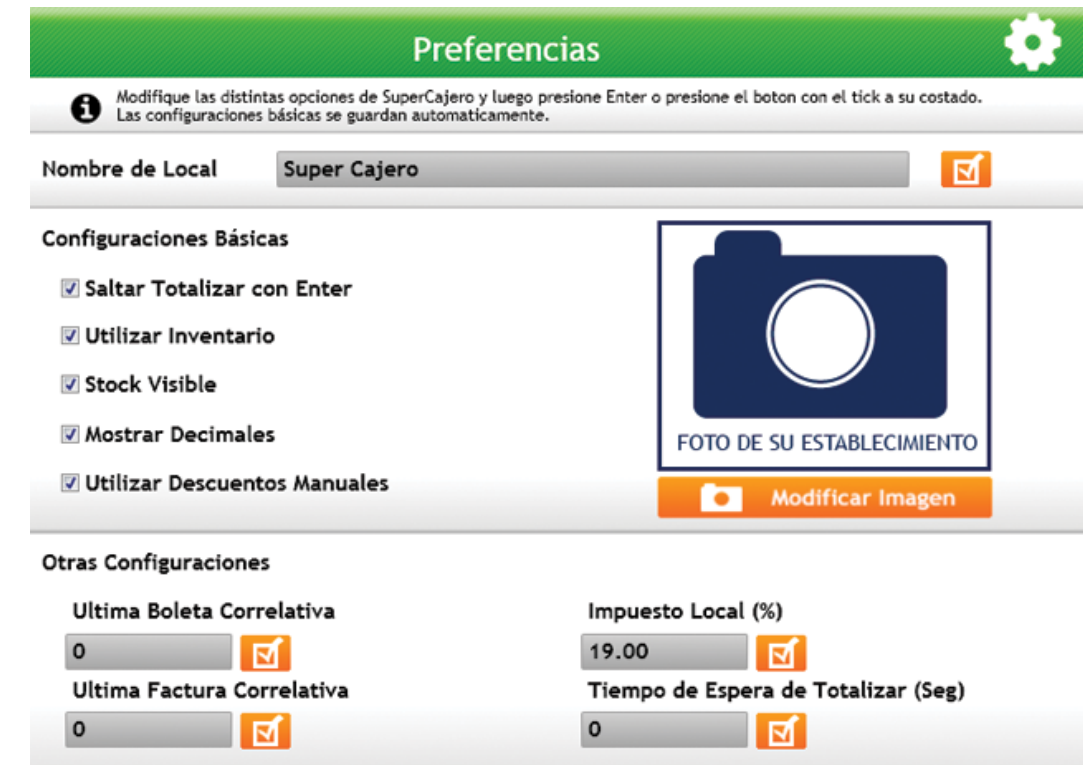 Preferencias
Modifique las distintas opciones de SuperCajero y luego presione Enter o presione el boton con el tick a su costado.
Las configuraciones básicas se guardan automaticamente.
Nombre de Local
Super Cajero
Configuraciones Básicas
Saltar Totalizar con Enter
Utilizar Inventario
Stock Visible
Mostrar Decimales
Utilizar Descuentos Manuales
FOTO DE SU ESTABLECIMIENTO
Modificar Imagen
Otras Configuraciones
Ultima Boleta Correlativa
0
Impuesto Local (%)
19.00
Ultima Factura Correlativa
0
Tiempo de Espera de Totalizar (Seg)
0